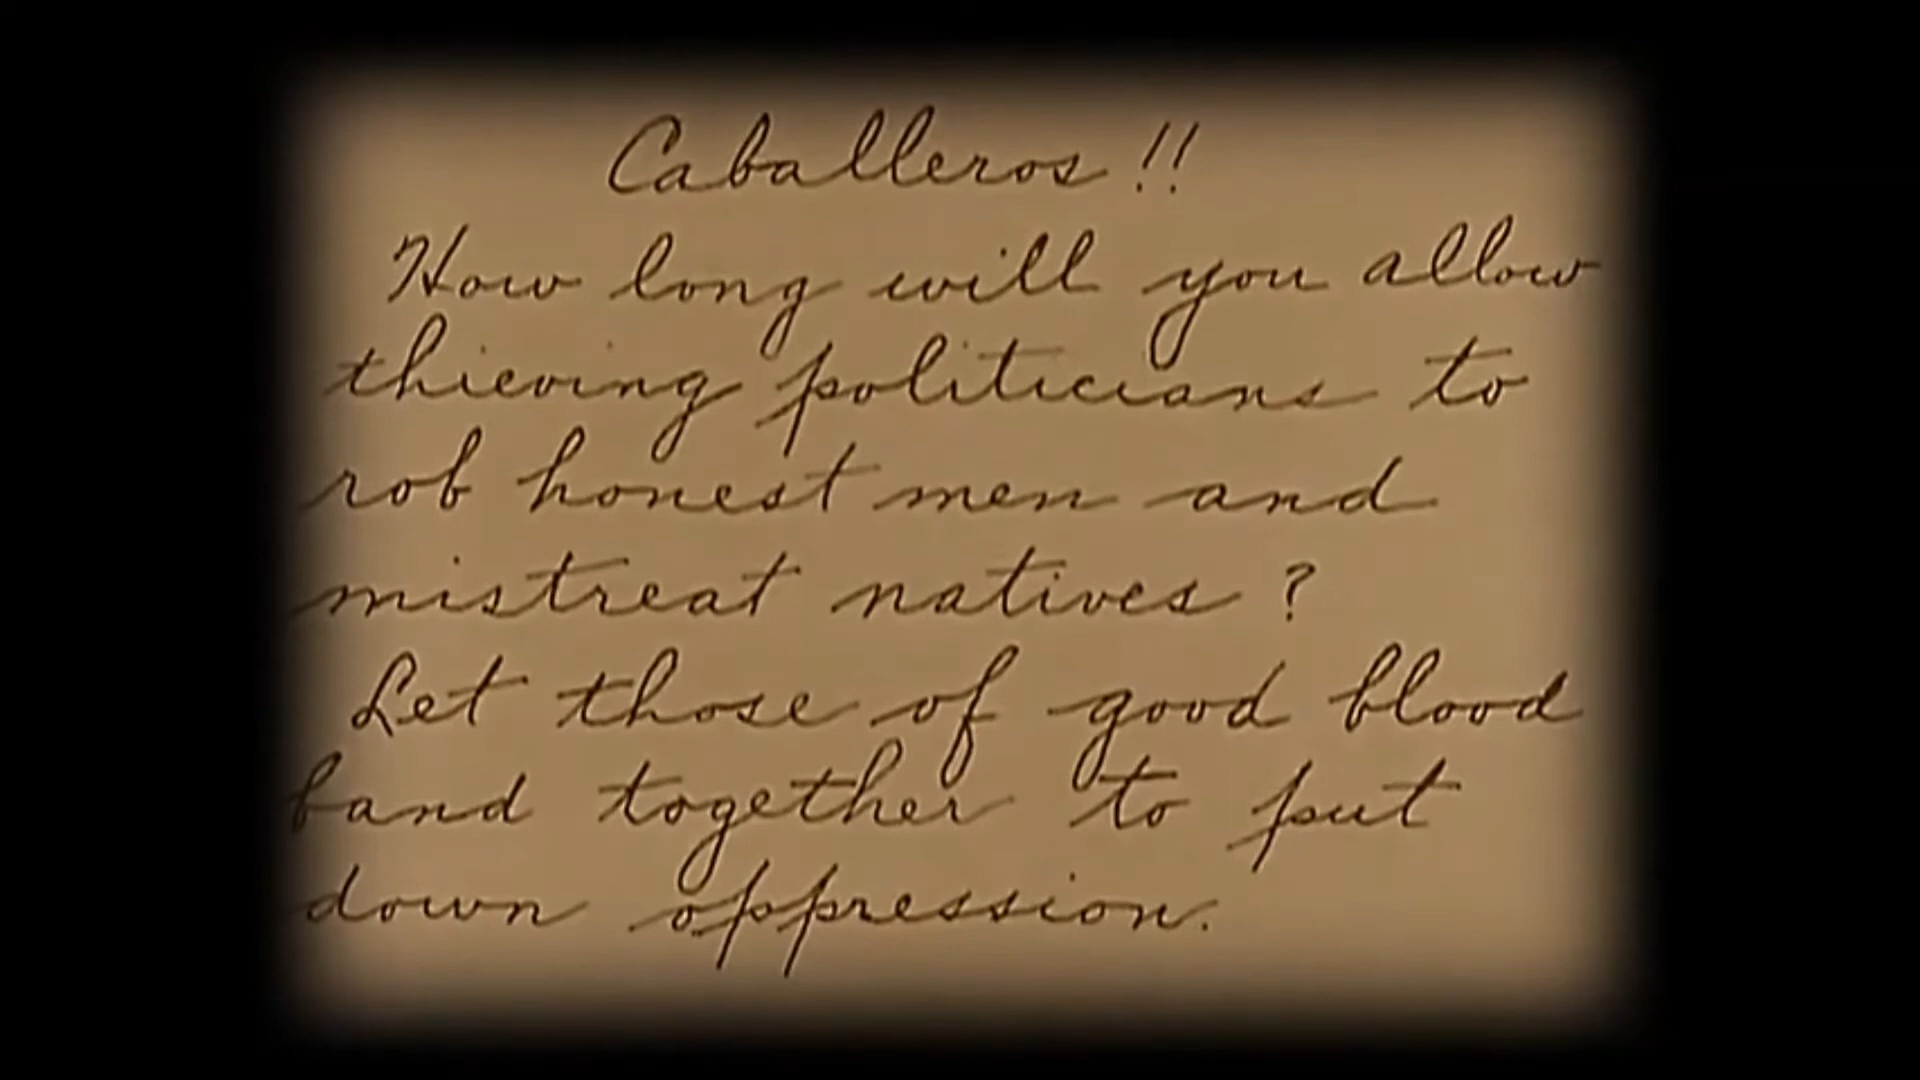 Caballeros!!
How long will you allow
thieving politicians to
rob honest men and
mistreat natives?
Let those of good blood
band together to put
down oppression.